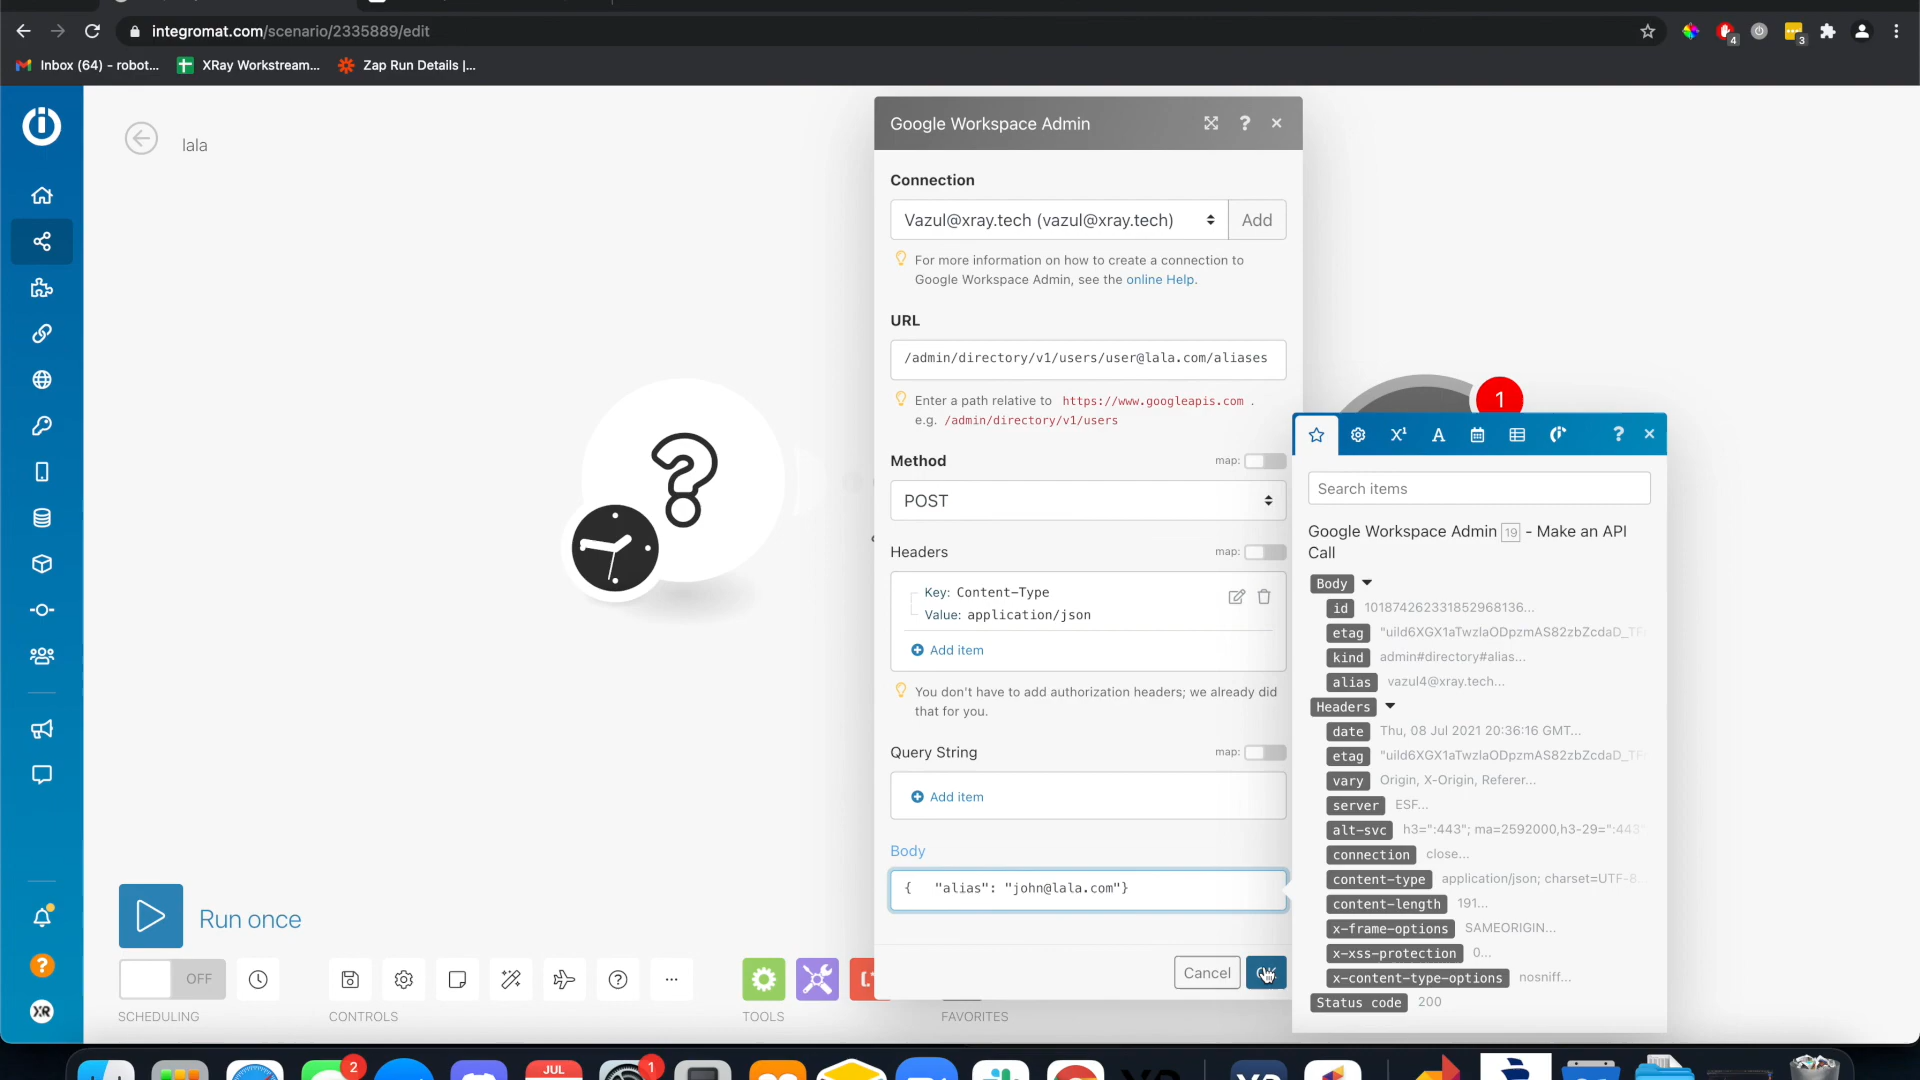 integromat.com/scenario/2335889/edit
4
3
Inbox (64) - robot...
XRay Workstream...
Zap Run Details |...
lala
Google Workspace Admin
?
Connection
Vazul@xray.tech (vazul@xray.tech)
Add
For more information on how to create a connection to
Google Workspace Admin, see the online Help.
URL
/admin/directory/v1/users/user@lala.com/aliases
Enter a path relative to https://www.googleapis.com .
e.g. /admin/directory/v1/users
Method
map:
POST
Headers
map:
Key: Content-Type
Value: application/json
Add item
You don't have to add authorization headers; we already did
that for you.
Query String
map:
Add item
Body
{   "alias": "john@lala.com"}
Cancel
1
X¹
A
?
Search items
Google Workspace Admin 19 - Make an API
Call
Body
id 101874262331852968136...
etag "uild6XGX1aTwzlaODpzmAS82zbZcdaD_TF
kind admin#directory#alias...
alias vazul4@xray.tech...
Headers
date Thu, 08 Jul 2021 20:36:16 GMT...
etag "uild6XGX1aTwzlaODpzmAS82zbZcdaD_TF
vary Origin, X-Origin, Referer...
server ESF...
alt-svc h3=":443"; ma=2592000,h3-29=":443"
connection close...
content-type application/json; charset=UTF-8...
content-length 191...
x-frame-options SAMEORIGIN...
x-xss-protection 0...
x-content-type-options nosniff...
Status code 200
Run once
OFF
SCHEDULING
CONTROLS
TOOLS
FAVORITES
XR
2
JUL
1